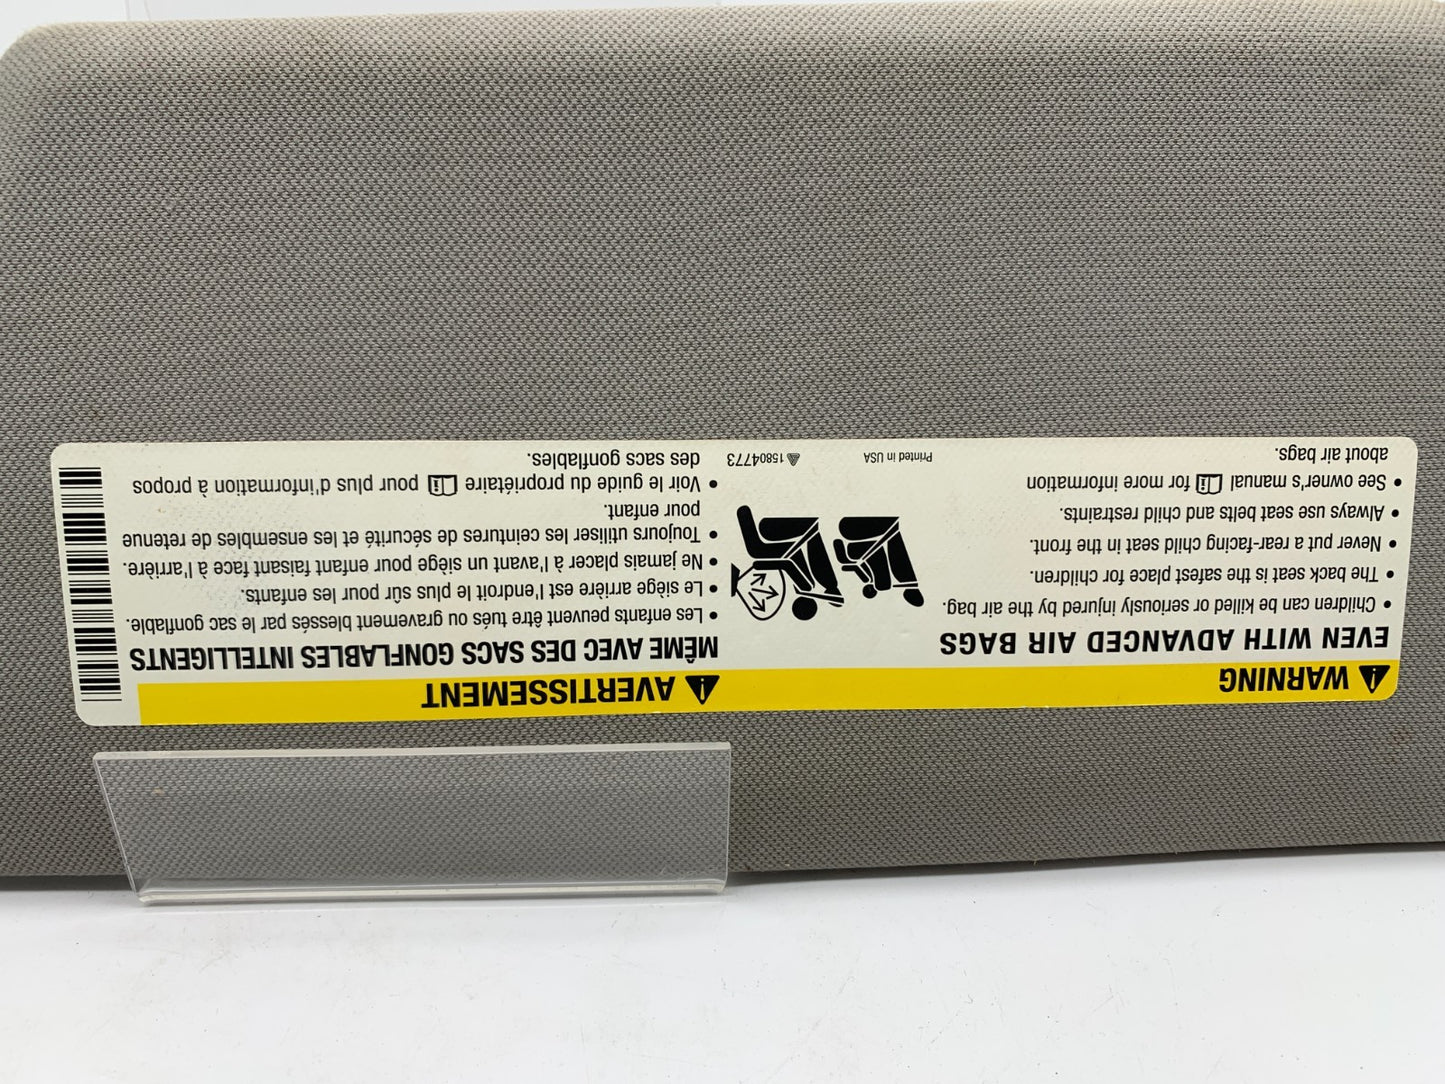 WARNING
EVEN WITH ADVANCED AIR BAGS
• Children can be killed or seriously injured by the air bag.
• The back seat is the safest place for children.
• Never put a rear-facing child seat in the front.
• Always use seat belts and child restraints.
• See owner's manual for more information
about air bags.
Printed in USA
15804773
AVERTISSEMENT
MÊME AVEC DES SACS GONFLABLES INTELLIGENTS
• Les enfants peuvent être tués ou gravement blessés par le sac gonflable.
• Le siège arrière est l'endroit le plus sûr pour les enfants.
• Ne jamais placer à l'avant un siège pour enfant faisant face à l'arrière.
• Toujours utiliser les ceintures de sécurité et les ensembles de retenue
pour enfant.
• Voir le guide du propriétaire pour plus d'information à propos
des sacs gonflables.